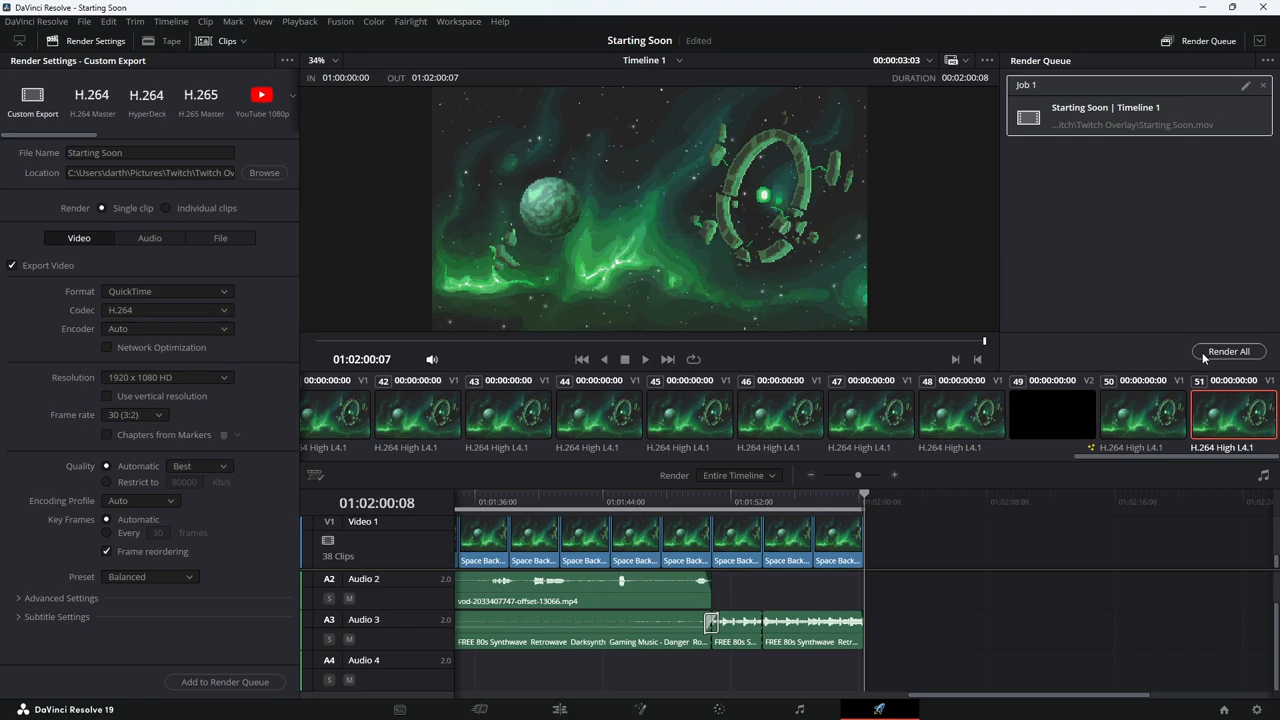 DaVinci Resolve - Starting Soon
DaVinci Resolve File Edit Trim Timeline Clip Mark View Playback Fusion Color Fairlight Workspace Help
Render Settings Tape Clips
Starting Soon Edited
Render Queue
Render Settings - Custom Export
34%
Timeline 1
00:00:03:03
Render Queue
IN 01:00:00:00 OUT 01:02:00:07
DURATION 00:02:00:08
H.264 H.264 H.265
Custom Export H.264 Master HyperDeck H.265 Master YouTube 1080p
Job 1
Starting Soon | Timeline 1
...itch\Twitch Overlay\Starting Soon.mov
File Name Starting Soon
Location C:\Users\darth\Pictures\Twitch\Twitch Ov Browse
Render Single clip Individual clips
Video Audio File
Export Video
Format QuickTime
Codec H.264
Encoder Auto
Network Optimization
Resolution 1920 x 1080 HD
Use vertical resolution
Frame rate 30 (3:2)
Chapters from Markers
Quality Automatic Best
Restrict to 80000 Kb/s
Encoding Profile Auto
Key Frames Automatic
Every 30 frames
Frame reordering
Preset Balanced
Advanced Settings
Subtitle Settings
Add to Render Queue
01:02:00:07
Render All
00:00:00:00 V1 42 00:00:00:00 V1 43 00:00:00:00 V1 44 00:00:00:00 V1 45 00:00:00:00 V1 46 00:00:00:00 V1 47 00:00:00:00 V1 48 00:00:00:00 V1 49 00:00:00:00 V2 50 00:00:00:00 V1 51 00:00:00:00 V1
H.264 High L4.1 H.264 High L4.1 H.264 High L4.1 H.264 High L4.1 H.264 High L4.1 H.264 High L4.1 H.264 High L4.1 H.264 High L4.1 H.264 High L4.1 H.264 High L4.1
Render Entire Timeline
01:02:00:08
01:01:36:00 01:01:44:00 01:01:52:00 01:02:00:00 01:02:08:00 01:02:16:00 01:02:24
V1 Video 1
38 Clips
Space Back... Space Back... Space Back... Space Back... Space Back... Space Back... Space Back... Space Back...
A2 Audio 2 2.0
S M
vod-2033407747-offset-13066.mp4
A3 Audio 3 2.0
S M
FREE 80s Synthwave Retrowave Darksynth Gaming Music - Danger Ro... FREE 80s S... FREE 80s Synthwave Retr...
A4 Audio 4 2.0
S M
DaVinci Resolve 19